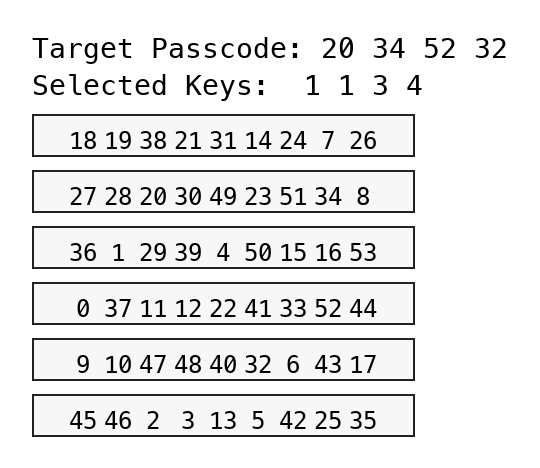 Target Passcode: 20 34 52 32
Selected Keys: 1 1 3 4
18 19 38 21 31 14 24 7 26
27 28 20 30 49 23 51 34 8
36 1 29 39 4 50 15 16 53
0 37 11 12 22 41 33 52 44
9 10 47 48 40 32 6 43 17
45 46 2 3 13 5 42 25 35